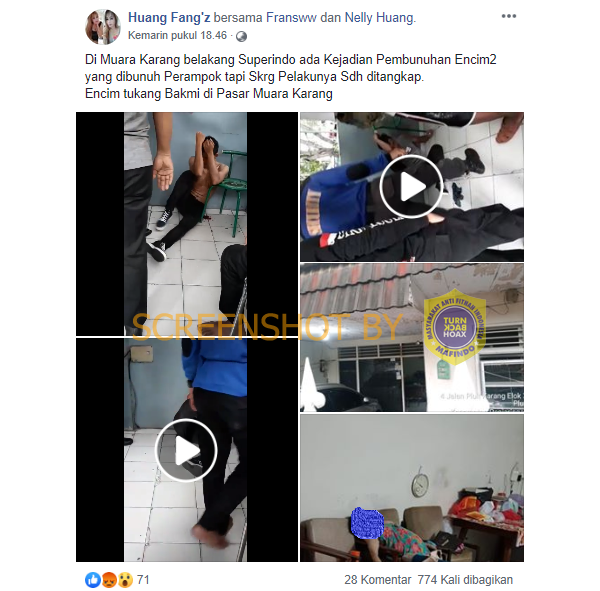 Huang Fang'z bersama Fransww dan Nelly Huang.
Kemarin pukul 18.46 ·
Di Muara Karang belakang Superindo ada Kejadian Pembunuhan Encim2
yang dibunuh Perampok tapi Skrg Pelakunya Sdh ditangkap.
Encim tukang Bakmi di Pasar Muara Karang
SCREENSHOT BY
MASYARAKAT ANTI FITNAH INDONESIA
TURN
BACK
HOAX
MAFINDO
Jalan Pluit Karang Elok
71
28 Komentar 774 Kali dibagikan